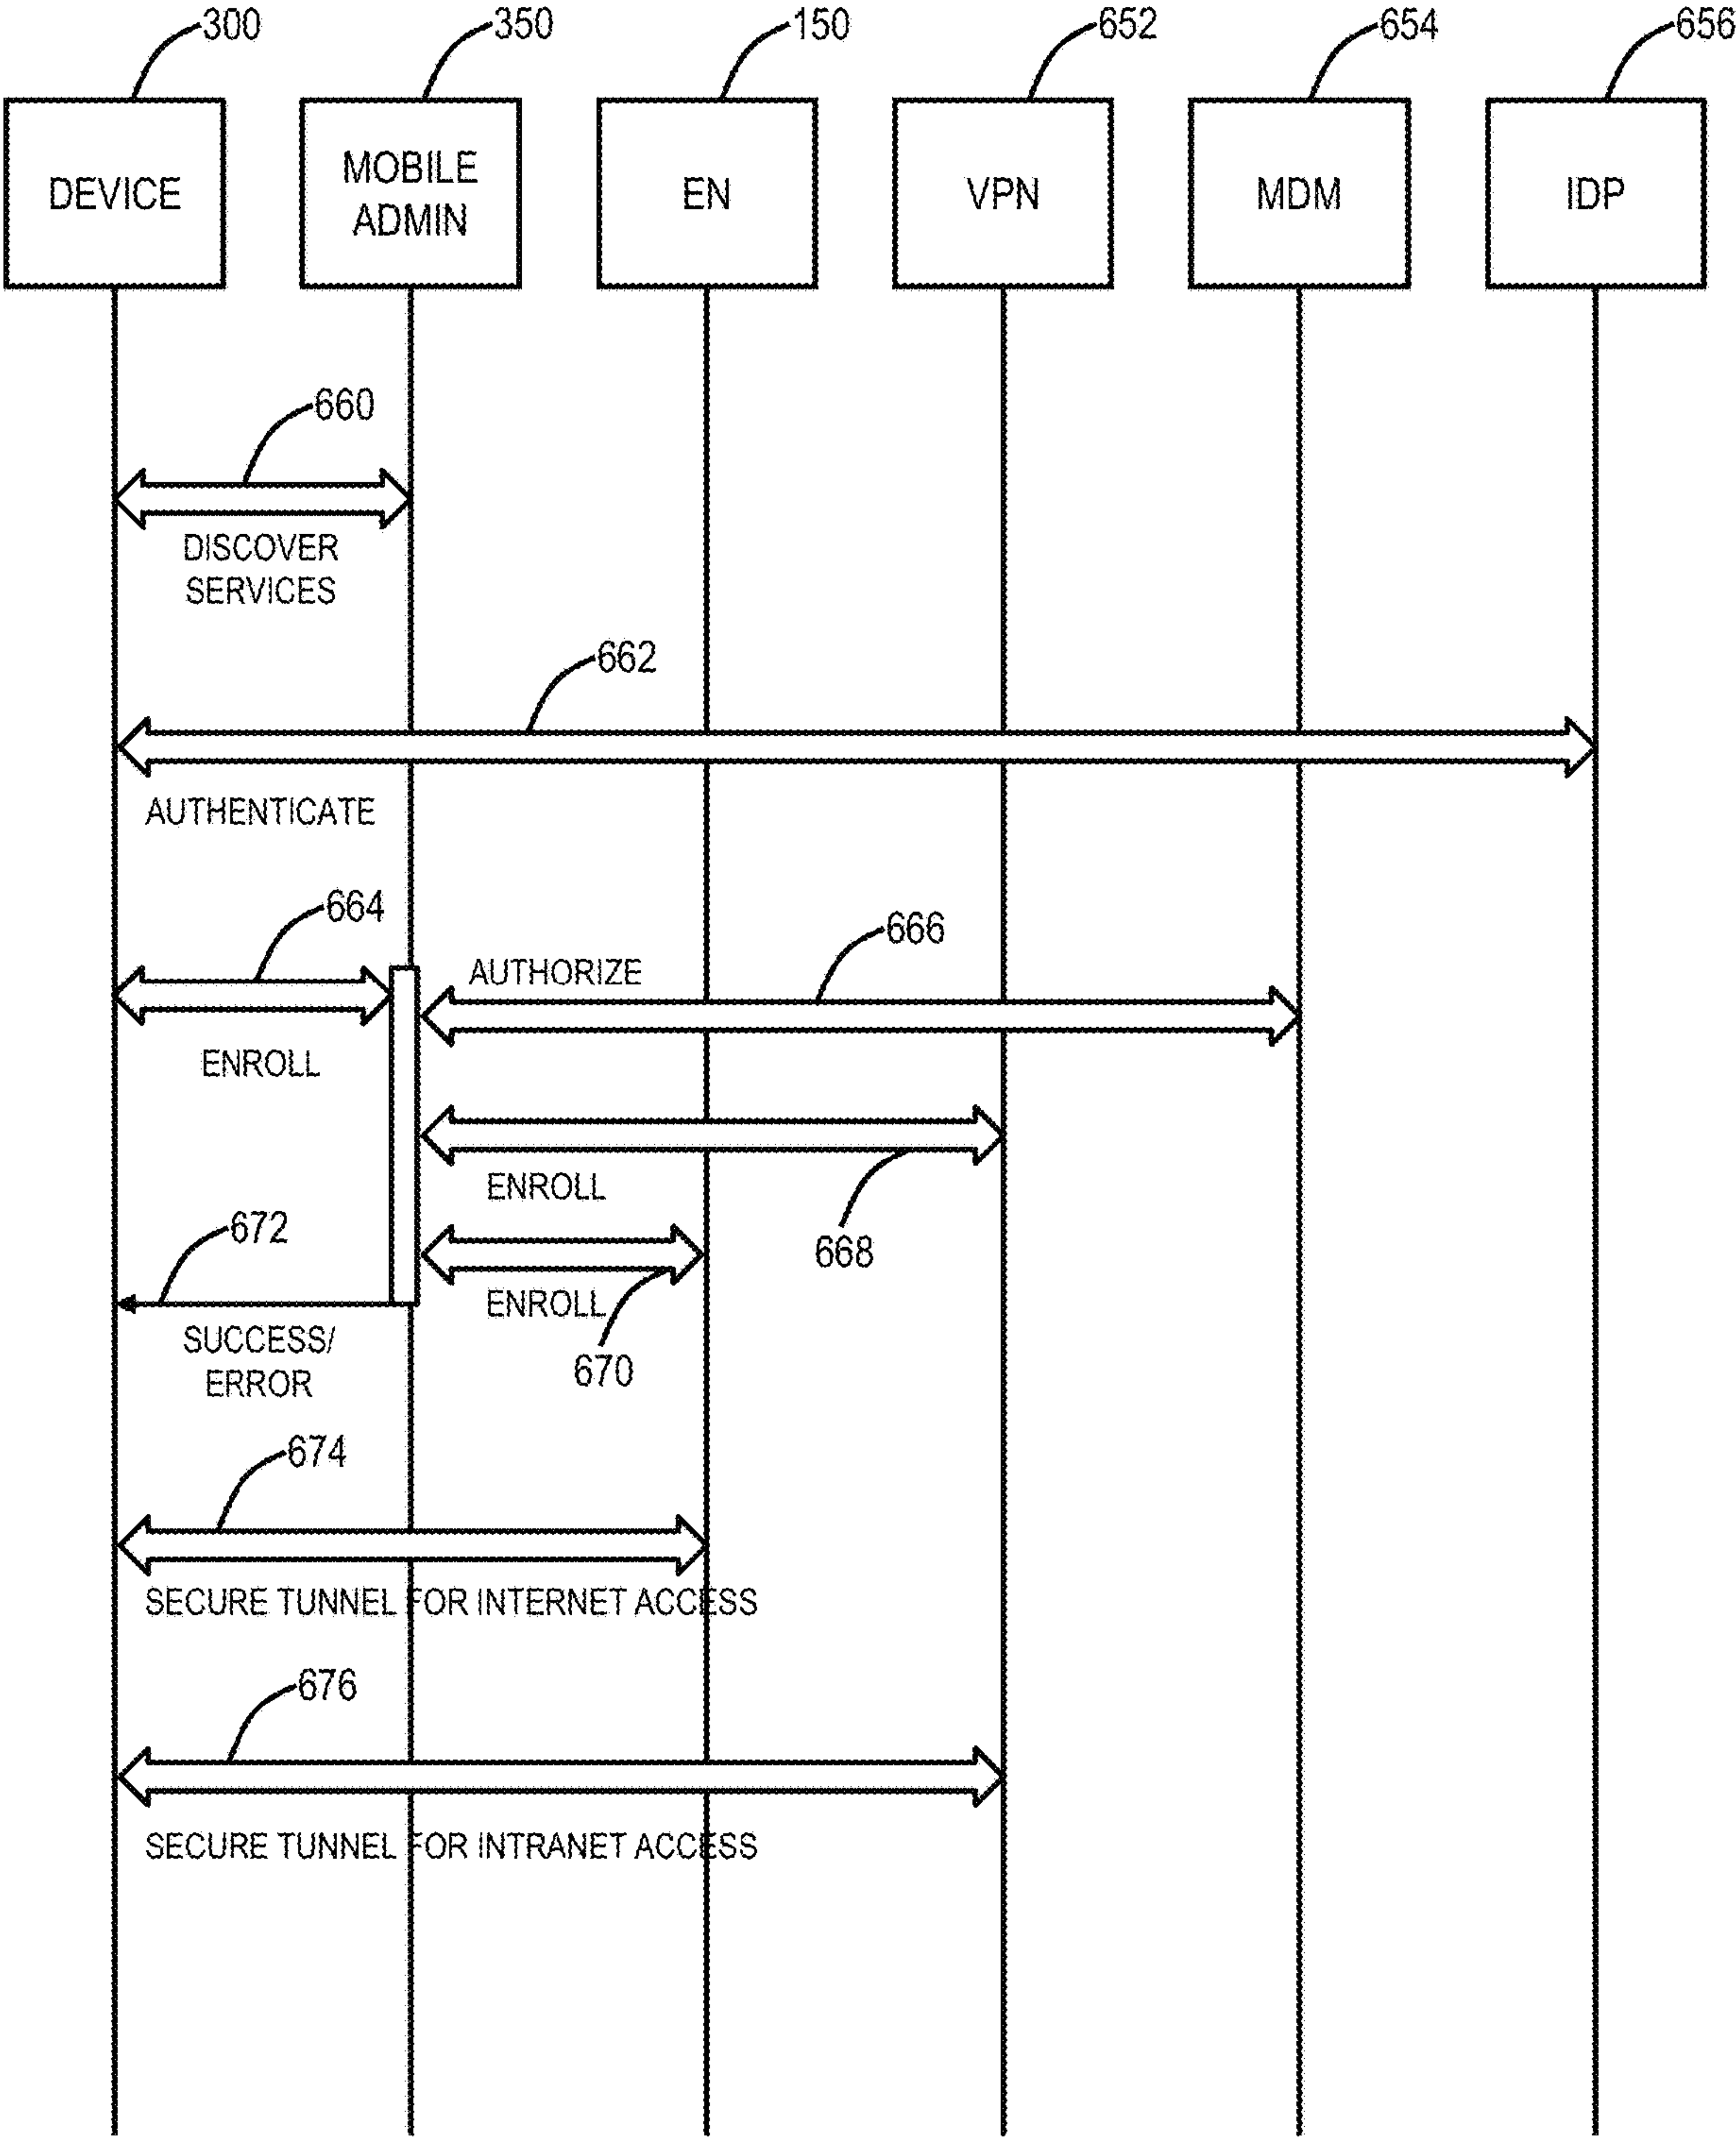 300
350
150
652
654
656
DEVICE
MOBILE
ADMIN
EN
VPN
MDM
IDP
660
DISCOVER
SERVICES
662
AUTHENTICATE
664
666
AUTHORIZE
ENROLL
ENROLL
668
672
ENROLL
SUCCESS/
ERROR
670
674
SECURE TUNNEL FOR INTERNET ACCESS
676
SECURE TUNNEL FOR INTRANET ACCESS